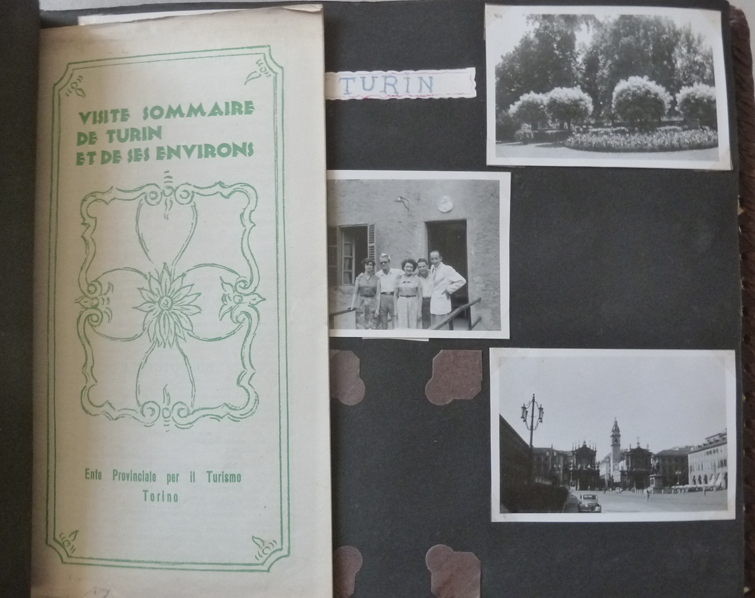 VISITE SOMMAIRE
DE TURIN
ET DE SES ENVIRONS
Ente Provinciale per il Turismo
Torino
TURIN